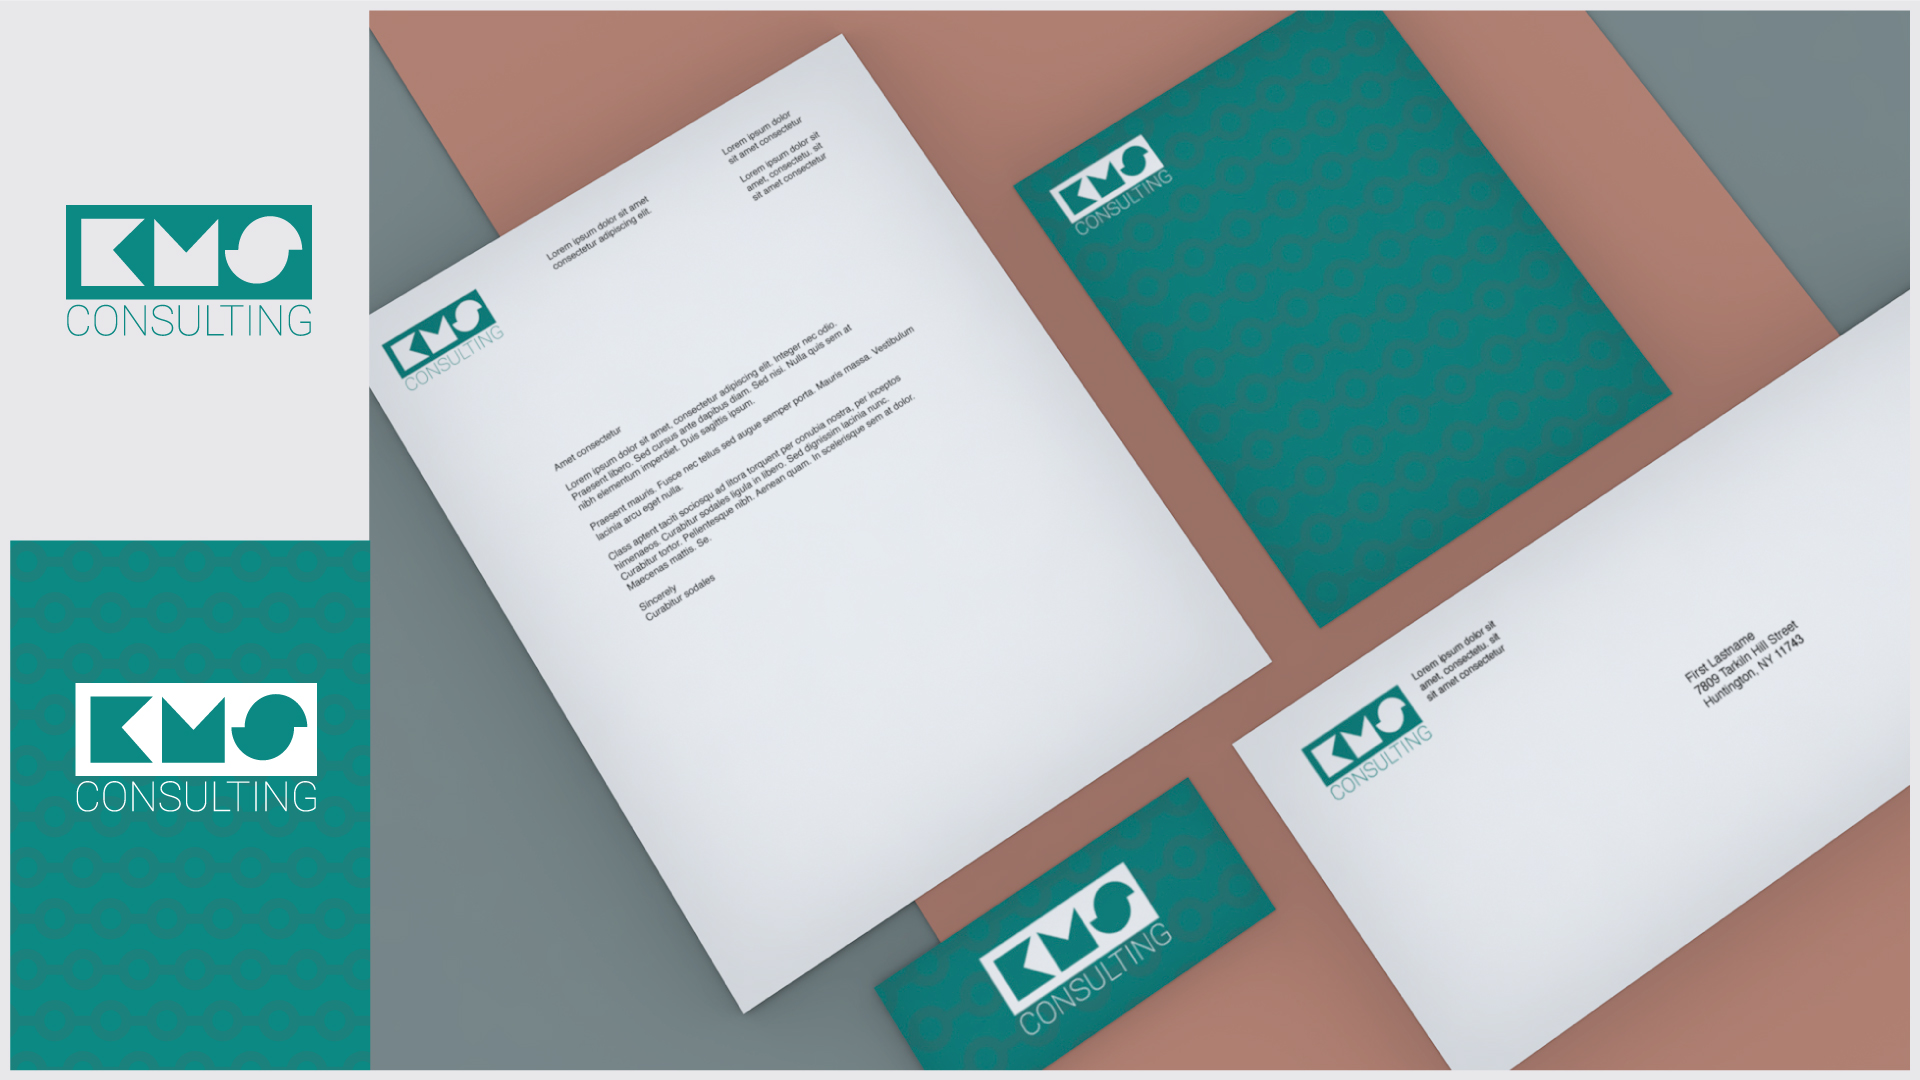 KMS
CONSULTING
KMS
CONSULTING
Lorem ipsum dolor
sit amet consectetur
Lorem ipsum dolor sit
amet, consectetu. sit
sit amet consectetur
Lorem ipsum dolor sit amet
consectetur adipiscing elit.
KMS
CONSULTING
Amet consectetur
Lorem ipsum dolor sit amet, consectetur adipiscing elit. Integer nec odio.
Praesent libero. Sed cursus ante dapibus diam. Sed nisi. Nulla quis sem at
nibh elementum imperdiet. Duis sagittis ipsum.
Praesent mauris. Fusce nec tellus sed augue semper porta. Mauris massa. Vestibulum
lacinia arcu eget nulla.
Class aptent taciti sociosqu ad litora torquent per conubia nostra, per inceptos
himenaeos. Curabitur sodales ligula in libero. Sed dignissim lacinia nunc.
Curabitur tortor. Pellentesque nibh. Aenean quam. In scelerisque sem at dolor.
Maecenas mattis. Se.
Sincerely
Curabitur sodales
KMS
CONSULTING
KMS
CONSULTING
Lorem ipsum dolor sit
amet, consectetu. sit
sit amet consectetur
First Lastname
7809 Tarkiln Hill Street
Huntington, NY 11743
KMS
CONSULTING